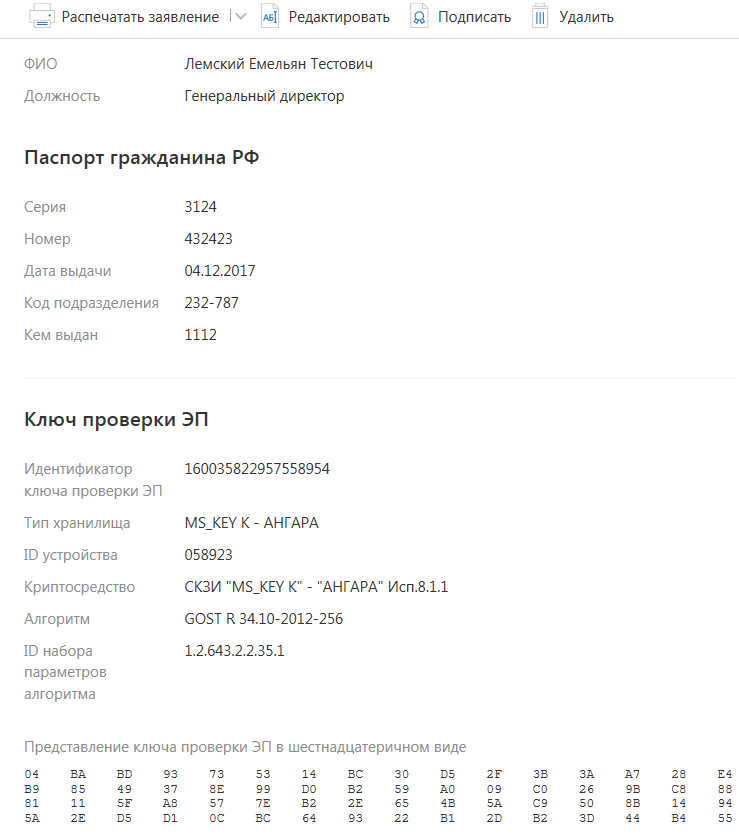 Распечатать заявление Редактировать Подписать Удалить
ФИО Лемский Емельян Тестович
Должность Генеральный директор
Паспорт гражданина РФ
Серия 3124
Номер 432423
Дата выдачи 04.12.2017
Код подразделения 232-787
Кем выдан 1112
Ключ проверки ЭП
Идентификатор 160035822957558954
ключа проверки ЭП
Тип хранилища MS_KEY K - АНГАРА
ID устройства 058923
Криптосредство СКЗИ "MS_KEY K" - "АНГАРА" Исп.8.1.1
Алгоритм GOST R 34.10-2012-256
ID набора 1.2.643.2.2.35.1
параметров
алгоритма
Представление ключа проверки ЭП в шестнадцатеричном виде
04 BA BD 93 73 53 14 BC 30 D5 2F 3B 3A A7 28 E4
B9 85 49 37 8E 99 D0 B2 59 A0 09 C0 26 9B C8 88
81 11 5F A8 57 7E B2 2E 65 4B 5A C9 50 8B 14 94
5A 2E D5 D1 0C BC 64 93 22 B1 2D B2 3D 44 B4 55